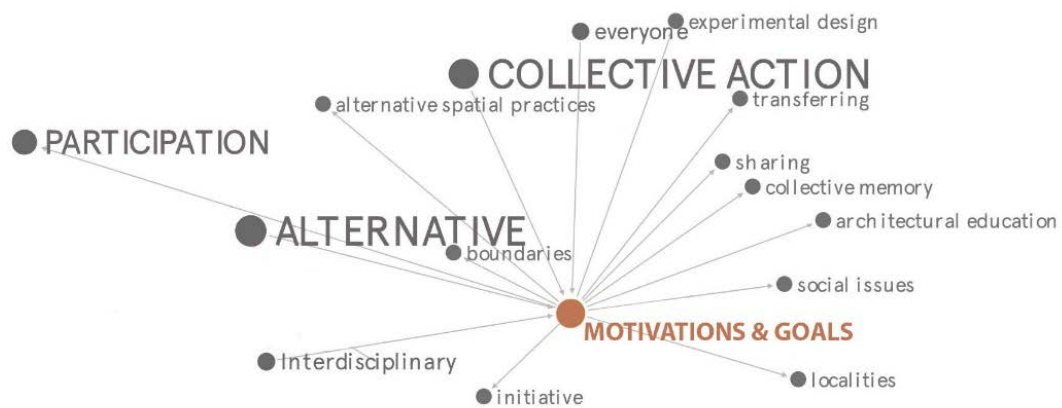 experimental design
everyone
COLLECTIVE ACTION
alternative spatial practices
transferring
PARTICIPATION
sharing
collective memory
architectural education
ALTERNATIVE
boundaries
social issues
MOTIVATIONS & GOALS
Interdisciplinary
localities
initiative